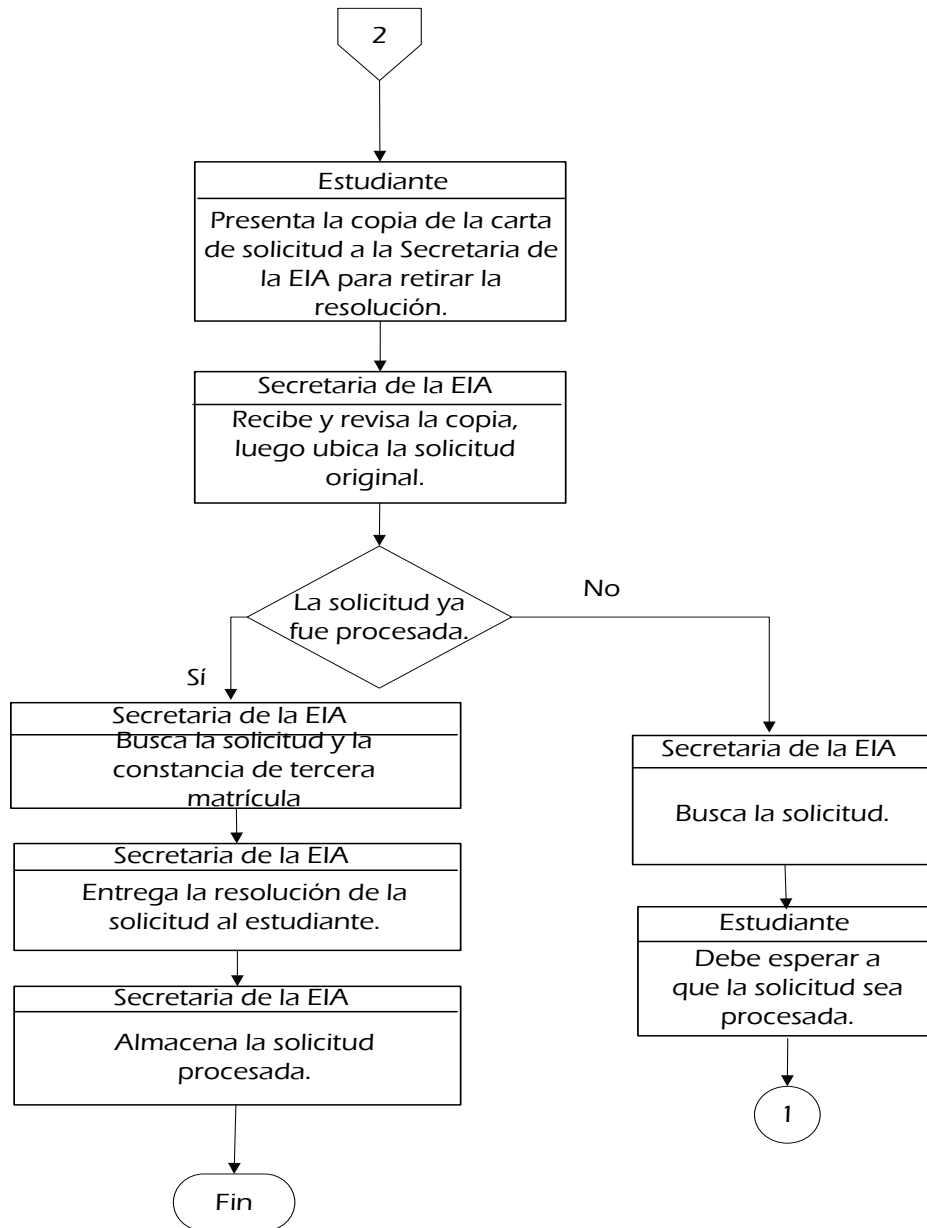 2
Estudiante
Presenta la copia de la carta
de solicitud a la Secretaria de
la EIA para retirar la
resolución.
Secretaria de la EIA
Recibe y revisa la copia,
luego ubica la solicitud
original.
La solicitud ya
fue procesada.
No
Sí
Secretaria de la EIA
Busca la solicitud y la
constancia de tercera
matrícula
Secretaria de la EIA
Entrega la resolución de la
solicitud al estudiante.
Secretaria de la EIA
Almacena la solicitud
procesada.
Fin
Secretaria de la EIA
Busca la solicitud.
Estudiante
Debe esperar a
que la solicitud sea
procesada.
1